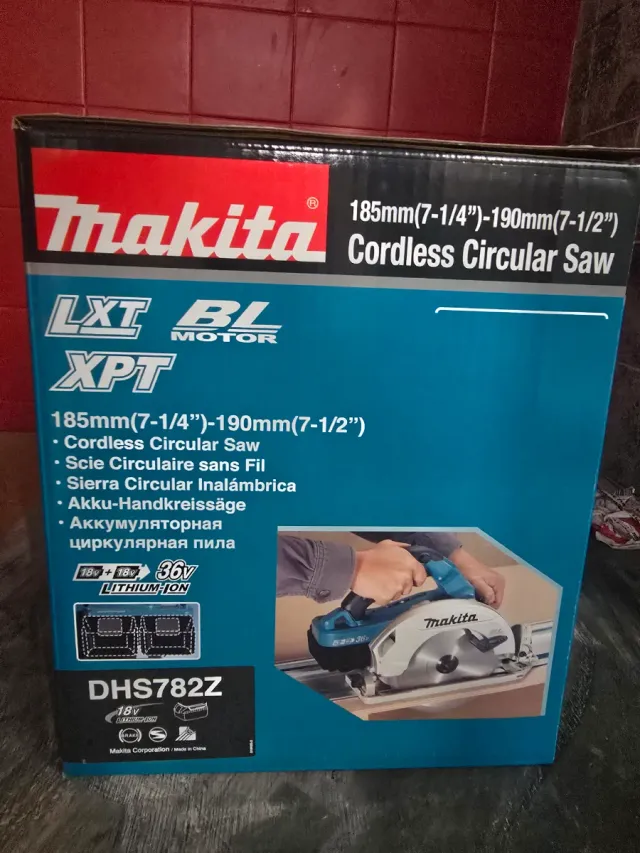 makita®
185mm(7-1/4")-190mm(7-1/2")
Cordless Circular Saw
LXT
BL
MOTOR
XPT
185mm(7-1/4")-190mm(7-1/2")
· Cordless Circular Saw
· Scie Circulaire sans Fil
· Sierra Circular Inalámbrica
· Akku-Handkreissäge
· Аккумуляторная
циркулярная пила
18v + 18v 36v
LITHIUM-ION
makita
DHS782Z
18v
LITHIUM-ION
BRAKE
Makita Corporation / Made in China